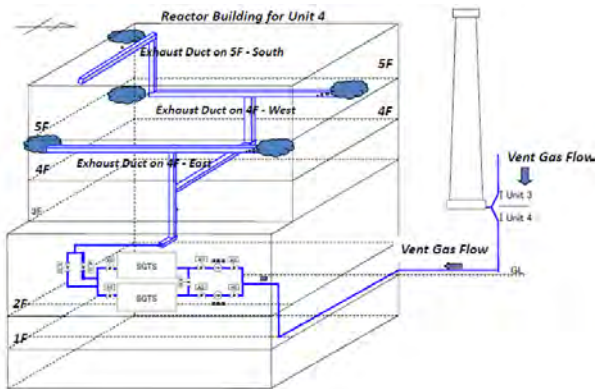 Reactor Building for Unit 4
Exhaust Duct on 5F - South
5F
Exhaust Duct on 4F - West
4F
5F
Exhaust Duct on 4F - East
4F
3F
Vent Gas Flow
Unit 3
Unit 4
Vent Gas Flow
GL
SGTS
SGTS
2F
1F